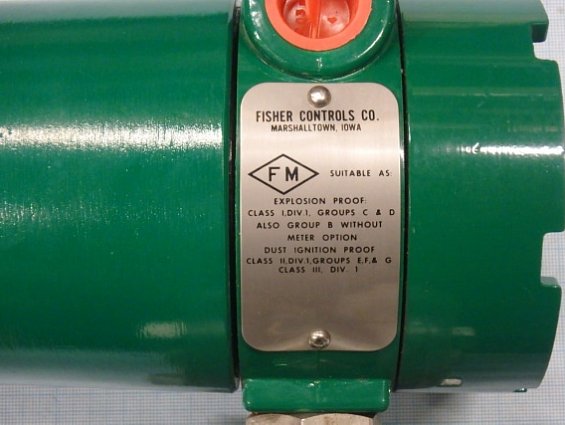 FISHER CONTROLS CO.
MARSHALLTOWN, IOWA
FM SUITABLE AS:
EXPLOSION PROOF:
CLASS I,DIV.1, GROUPS C & D
ALSO GROUP B WITHOUT
METER OPTION
DUST IGNITION PROOF
CLASS II,DIV.1,GROUPS E,F,& G
CLASS III, DIV. 1